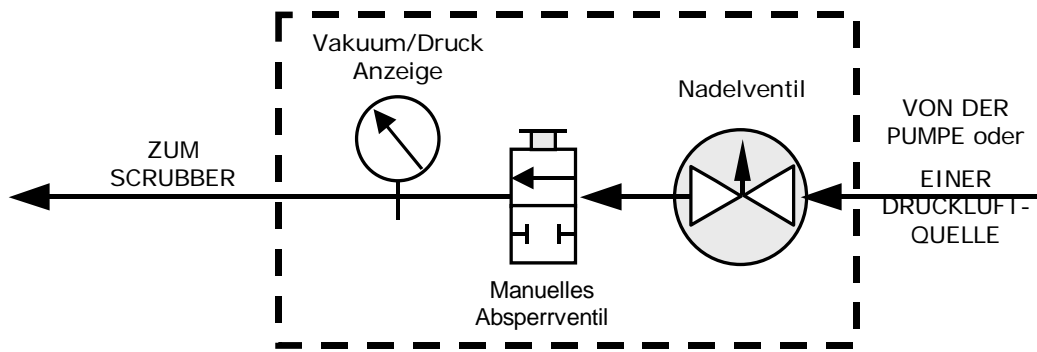 Vakuum/Druck
Anzeige
Nadelventil
VON DER
PUMPE oder
EINER
DRUCKLUFT-
QUELLE
ZUM
SCRUBBER
Manuelles
Absperrventil